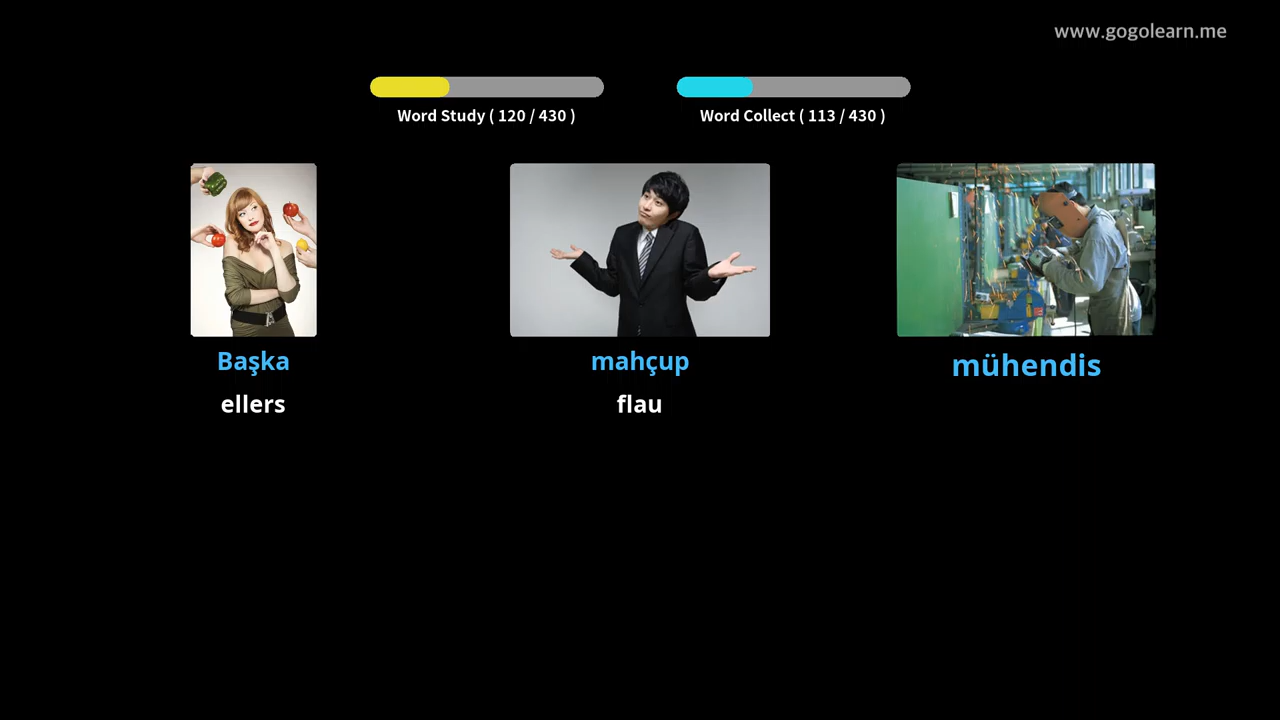 www.gogolearn.me
Word Study ( 120 / 430 )
Word Collect ( 113 / 430 )
Başka
mahçup
mühendis
ellers
flau